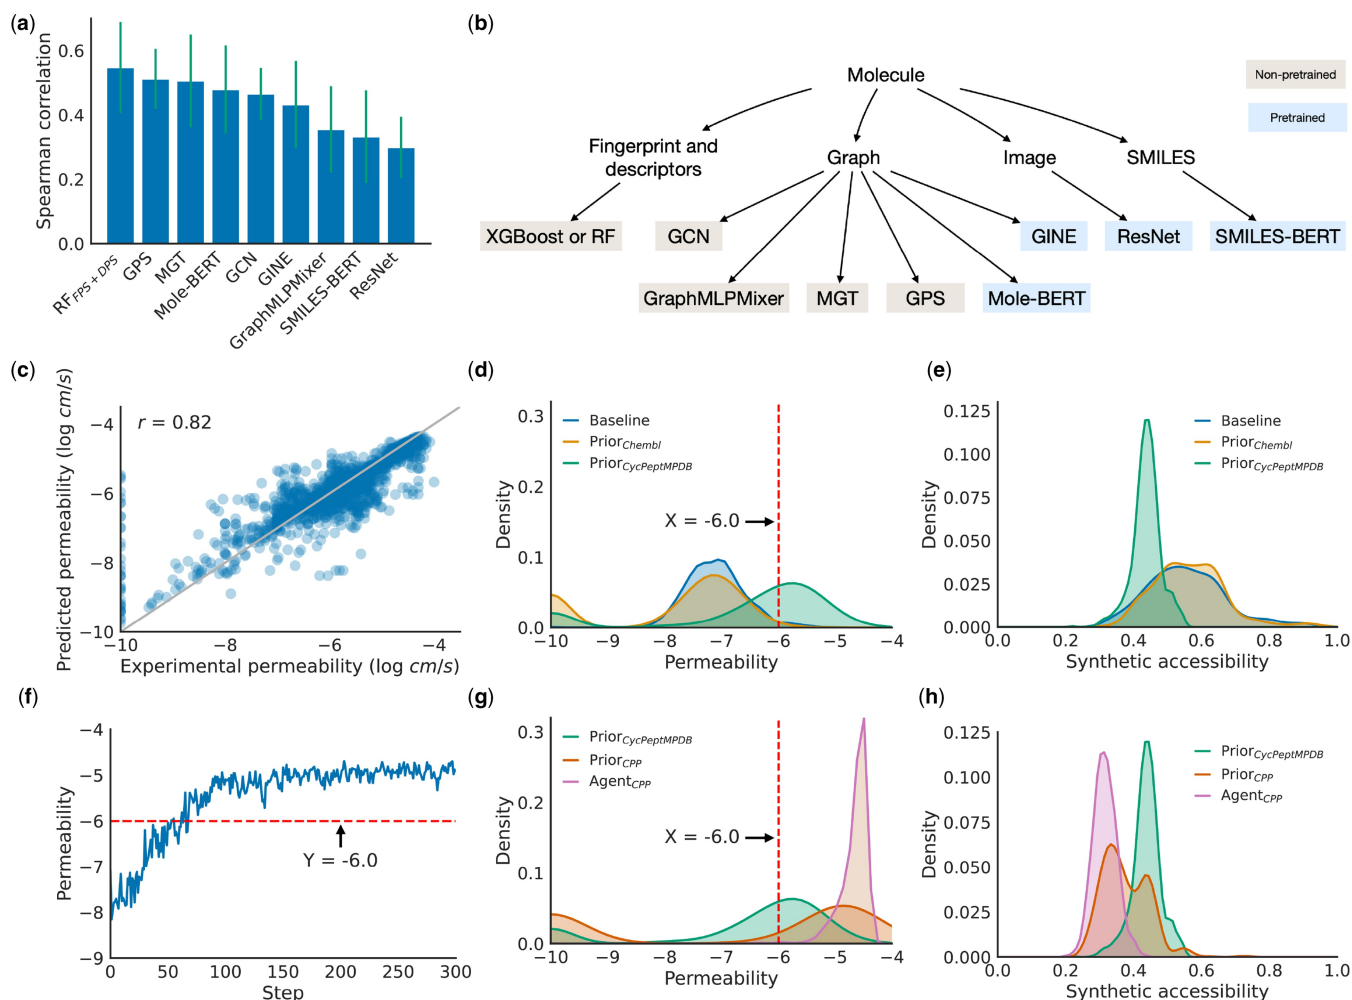 (a)
Spearman correlation
0.6
0.4
0.2
0.0
RF FPS + DPS
GPS
MGT
Mole-BERT
GCN
GINE
GraphMLPMixer
SMILES-BERT
ResNet
(b)
Molecule
Non-pretrained
Pretrained
Fingerprint and
descriptors
Graph
Image
SMILES
XGBoost or RF
GCN
GINE
ResNet
SMILES-BERT
GraphMLPMixer
MGT
GPS
Mole-BERT
(c)
Predicted permeability (log cm/s)
r = 0.82
−4
−6
−8
−10
−10 −8 −6 −4
Experimental permeability (log cm/s)
(d)
Density
0.3
0.2
0.1
0.0
Baseline
Prior Chembl
Prior CycPeptMPDB
X = -6.0
−10 −9 −8 −7 −6 −5 −4
Permeability
(e)
Density
0.125
0.100
0.075
0.050
0.025
0.000
Baseline
Prior Chembl
Prior CycPeptMPDB
0.0 0.2 0.4 0.6 0.8 1.0
Synthetic accessibility
(f)
Permeability
−4
−5
−6
−7
−8
−9
Y = -6.0
0 50 100 150 200 250 300
Step
(g)
Density
0.3
0.2
0.1
0.0
Prior CycPeptMPDB
Prior CPP
Agent CPP
X = -6.0
−10 −9 −8 −7 −6 −5 −4
Permeability
(h)
Density
0.125
0.100
0.075
0.050
0.025
0.000
Prior CycPeptMPDB
Prior CPP
Agent CPP
0.0 0.2 0.4 0.6 0.8 1.0
Synthetic accessibility